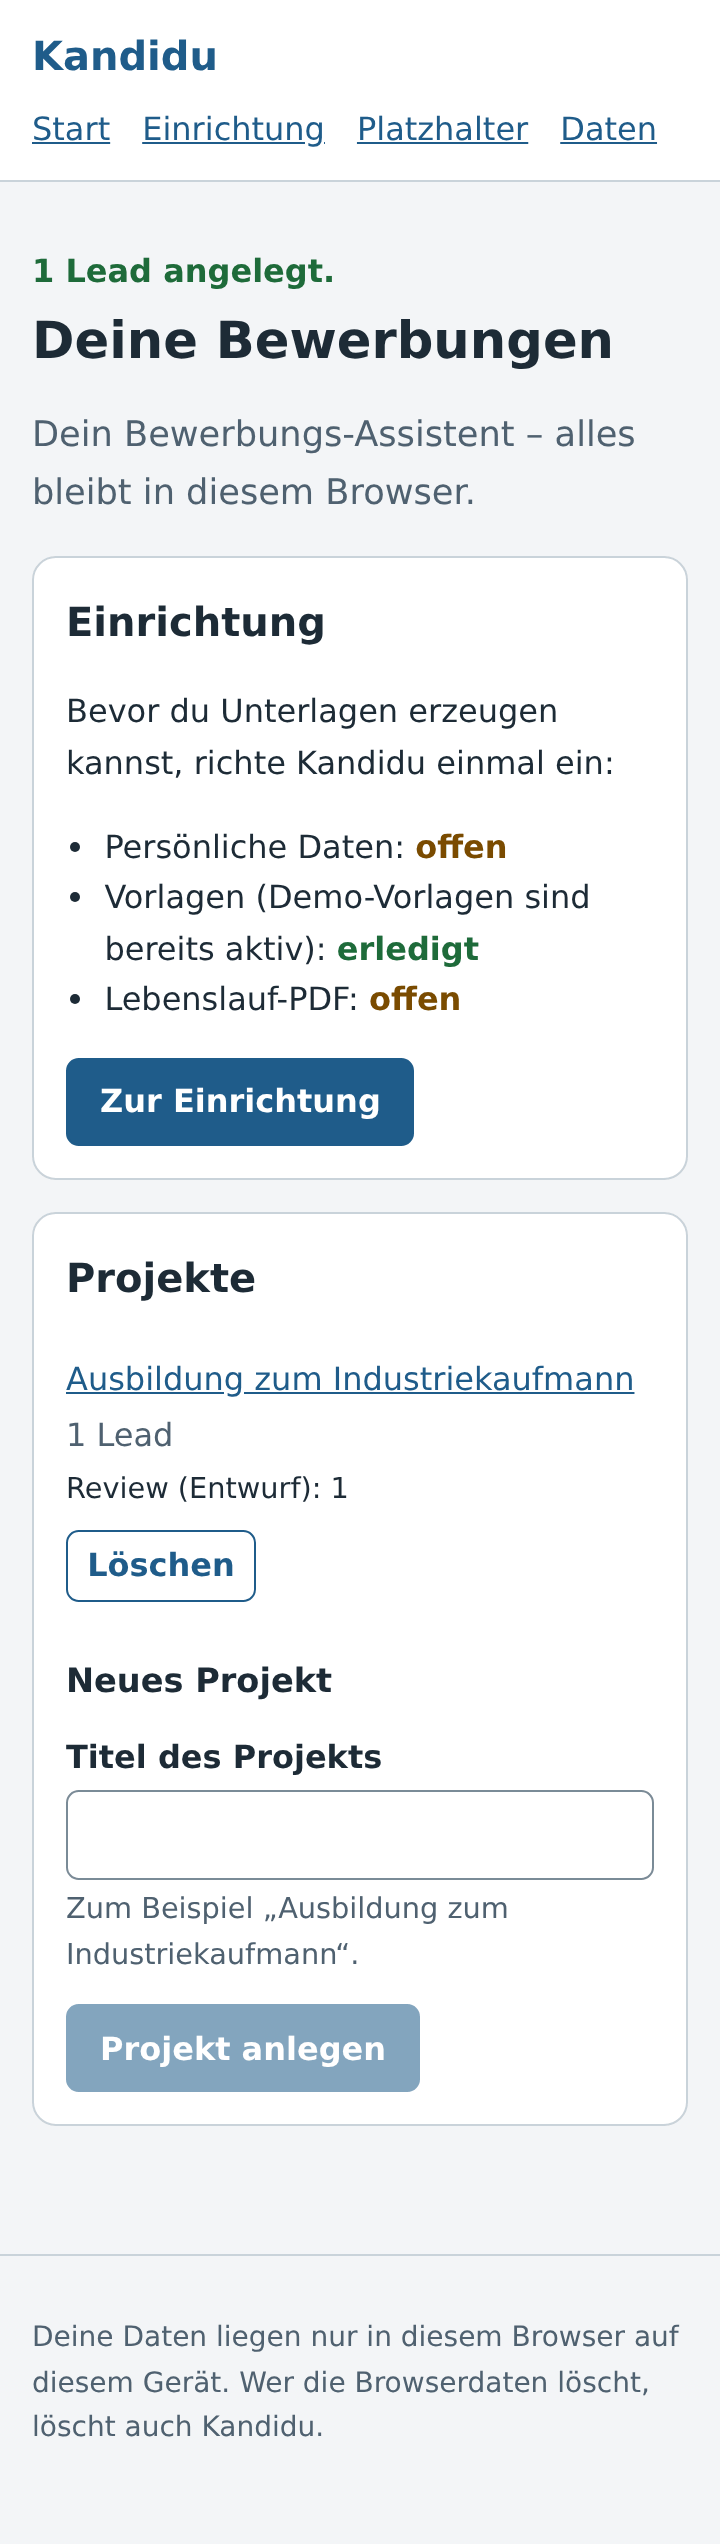 Kandidu
Start Einrichtung Platzhalter Daten
1 Lead angelegt.
Deine Bewerbungen
Dein Bewerbungs-Assistent – alles
bleibt in diesem Browser.
Einrichtung
Bevor du Unterlagen erzeugen
kannst, richte Kandidu einmal ein:
• Persönliche Daten: offen
• Vorlagen (Demo-Vorlagen sind
bereits aktiv): erledigt
• Lebenslauf-PDF: offen
Zur Einrichtung
Projekte
Ausbildung zum Industriekaufmann
1 Lead
Review (Entwurf): 1
Löschen
Neues Projekt
Titel des Projekts
Zum Beispiel „Ausbildung zum
Industriekaufmann“.
Projekt anlegen
Deine Daten liegen nur in diesem Browser auf
diesem Gerät. Wer die Browserdaten löscht,
löscht auch Kandidu.